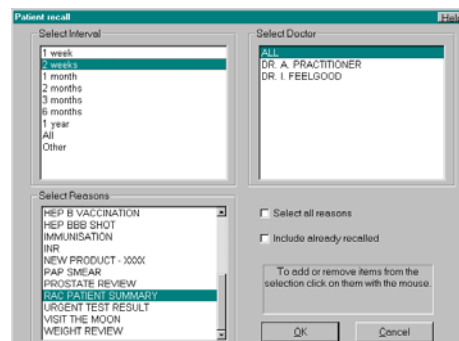 Patient recall
Help
Select Interval
1 week
2 weeks
1 month
2 months
3 months
6 months
1 year
All
Other
Select Doctor
ALL
DR. A. PRACTITIONER
DR. I. FEELGOOD
Select Reasons
HEP B VACCINATION
HEP BBB SHOT
IMMUNISATION
INR
NEW PRODUCT - XXXX
PAP SMEAR
PROSTATE REVIEW
RAC PATIENT SUMMARY
URGENT TEST RESULT
VISIT THE MOON
WEIGHT REVIEW
Select all reasons
Include already recalled
To add or remove items from the
selection click on them with the mouse.
OK
Cancel